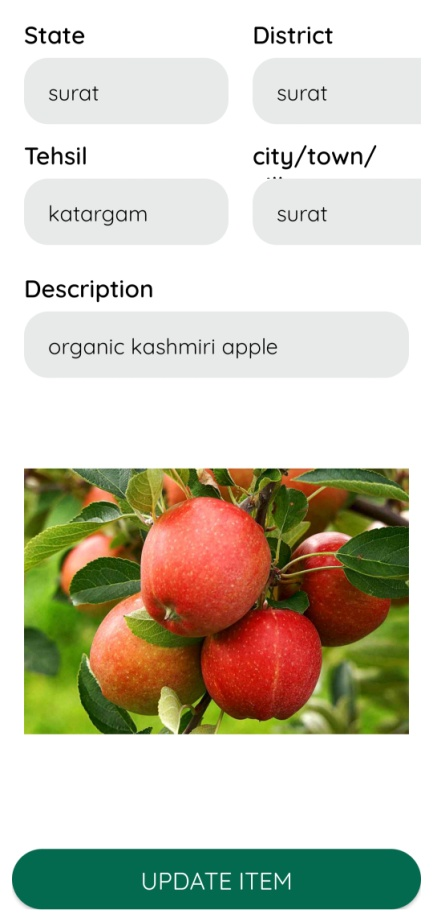 State
District
surat
surat
Tehsil
city/town/
katargam
surat
Description
organic kashmiri apple
UPDATE ITEM